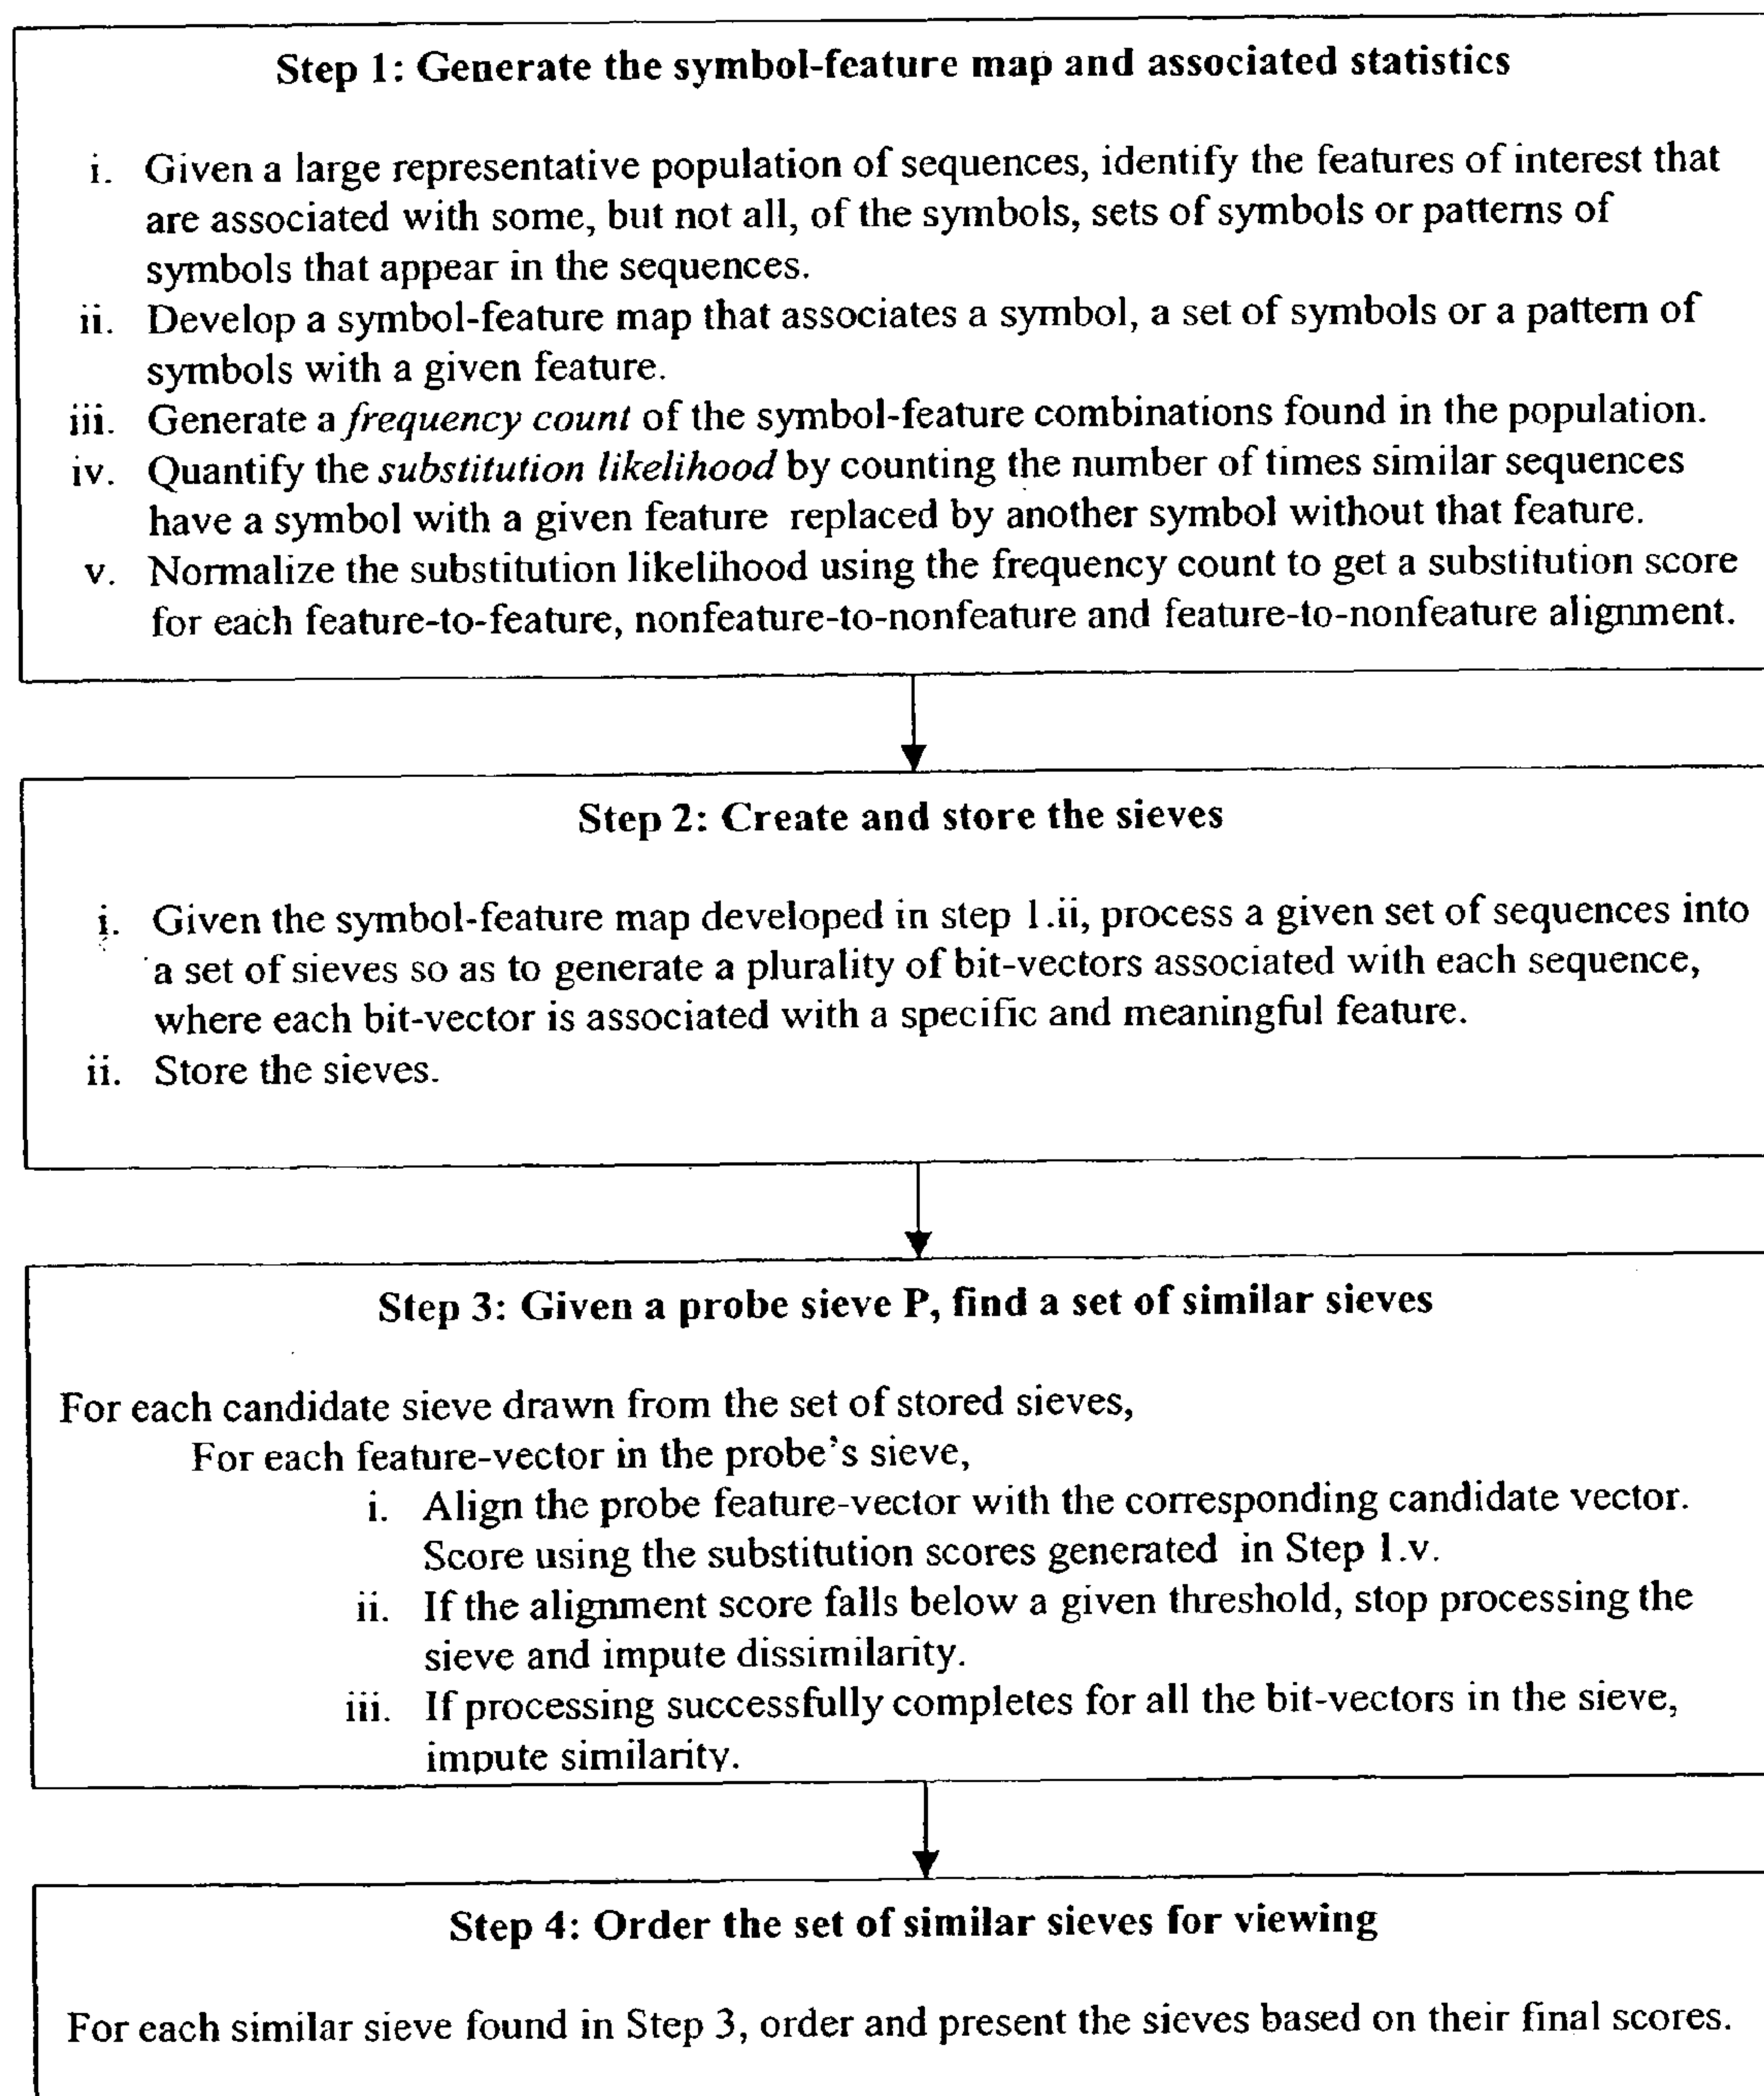 Step 1: Generate the symbol-feature map and associated statistics
i. Given a large representative population of sequences, identify the features of interest that
are associated with some, but not all, of the symbols, sets of symbols or patterns of
symbols that appear in the sequences.
ii. Develop a symbol-feature map that associates a symbol, a set of symbols or a pattern of
symbols with a given feature.
iii. Generate a frequency count of the symbol-feature combinations found in the population.
iv. Quantify the substitution likelihood by counting the number of times similar sequences
have a symbol with a given feature replaced by another symbol without that feature.
v. Normalize the substitution likelihood using the frequency count to get a substitution score
for each feature-to-feature, nonfeature-to-nonfeature and feature-to-nonfeature alignment.
Step 2: Create and store the sieves
i. Given the symbol-feature map developed in step 1.ii, process a given set of sequences into
a set of sieves so as to generate a plurality of bit-vectors associated with each sequence,
where each bit-vector is associated with a specific and meaningful feature.
ii. Store the sieves.
Step 3: Given a probe sieve P, find a set of similar sieves
For each candidate sieve drawn from the set of stored sieves,
For each feature-vector in the probe's sieve,
i. Align the probe feature-vector with the corresponding candidate vector.
Score using the substitution scores generated in Step 1.v.
ii. If the alignment score falls below a given threshold, stop processing the
sieve and impute dissimilarity.
iii. If processing successfully completes for all the bit-vectors in the sieve,
impute similarity.
Step 4: Order the set of similar sieves for viewing
For each similar sieve found in Step 3, order and present the sieves based on their final scores.